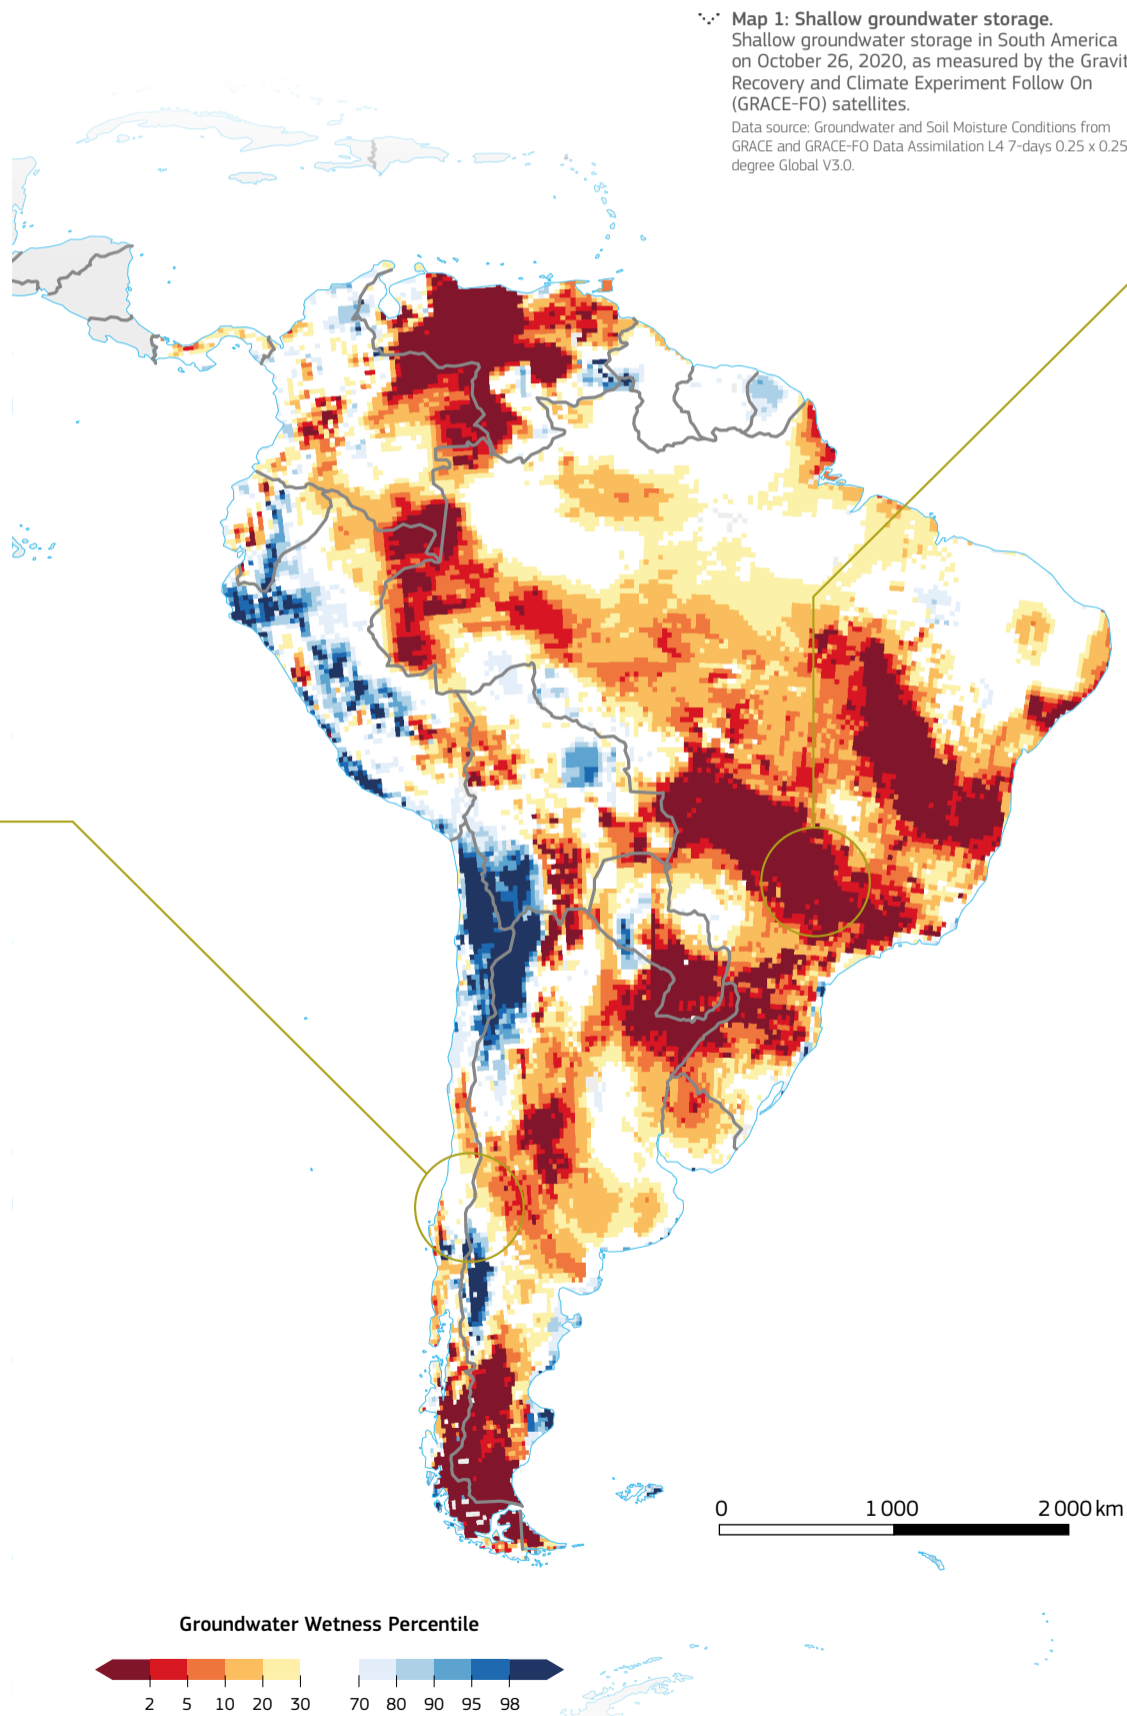 Map 1: Shallow groundwater storage.
Shallow groundwater storage in South America
on October 26, 2020, as measured by the Gravit
Recovery and Climate Experiment Follow On
(GRACE-FO) satellites.
Data source: Groundwater and Soil Moisture Conditions from
GRACE and GRACE-FO Data Assimilation L4 7-days 0.25 x 0.25
degree Global V3.0.
0 1 000 2 000 km
Groundwater Wetness Percentile
2 5 10 20 30 70 80 90 95 98